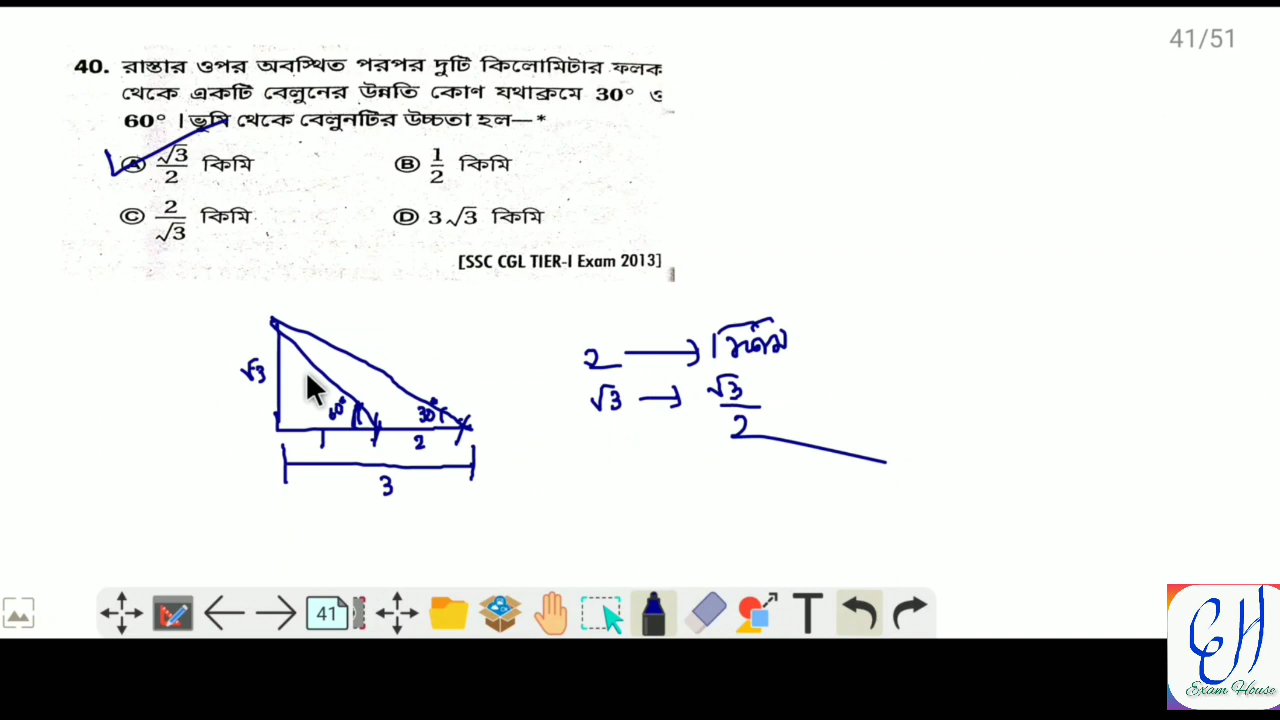 41/51
40. রাস্তার ওপর অবস্থিত পরপর দুটি কিলোমিটার ফলক
থেকে একটি বেলুনের উন্নতি কোণ যথাক্রমে 30° ও
60° । ভূমি থেকে বেলুনটির উচ্চতা হল—*
Ⓐ √3/2 কিমি Ⓑ 1/2 কিমি
Ⓒ 2/√3 কিমি Ⓓ 3√3 কিমি
[SSC CGL TIER-I Exam 2013]
2 → 1 কিমি
√3 → √3/2
√3
60° 30°
1 2
3
41
T
EH
Exam House